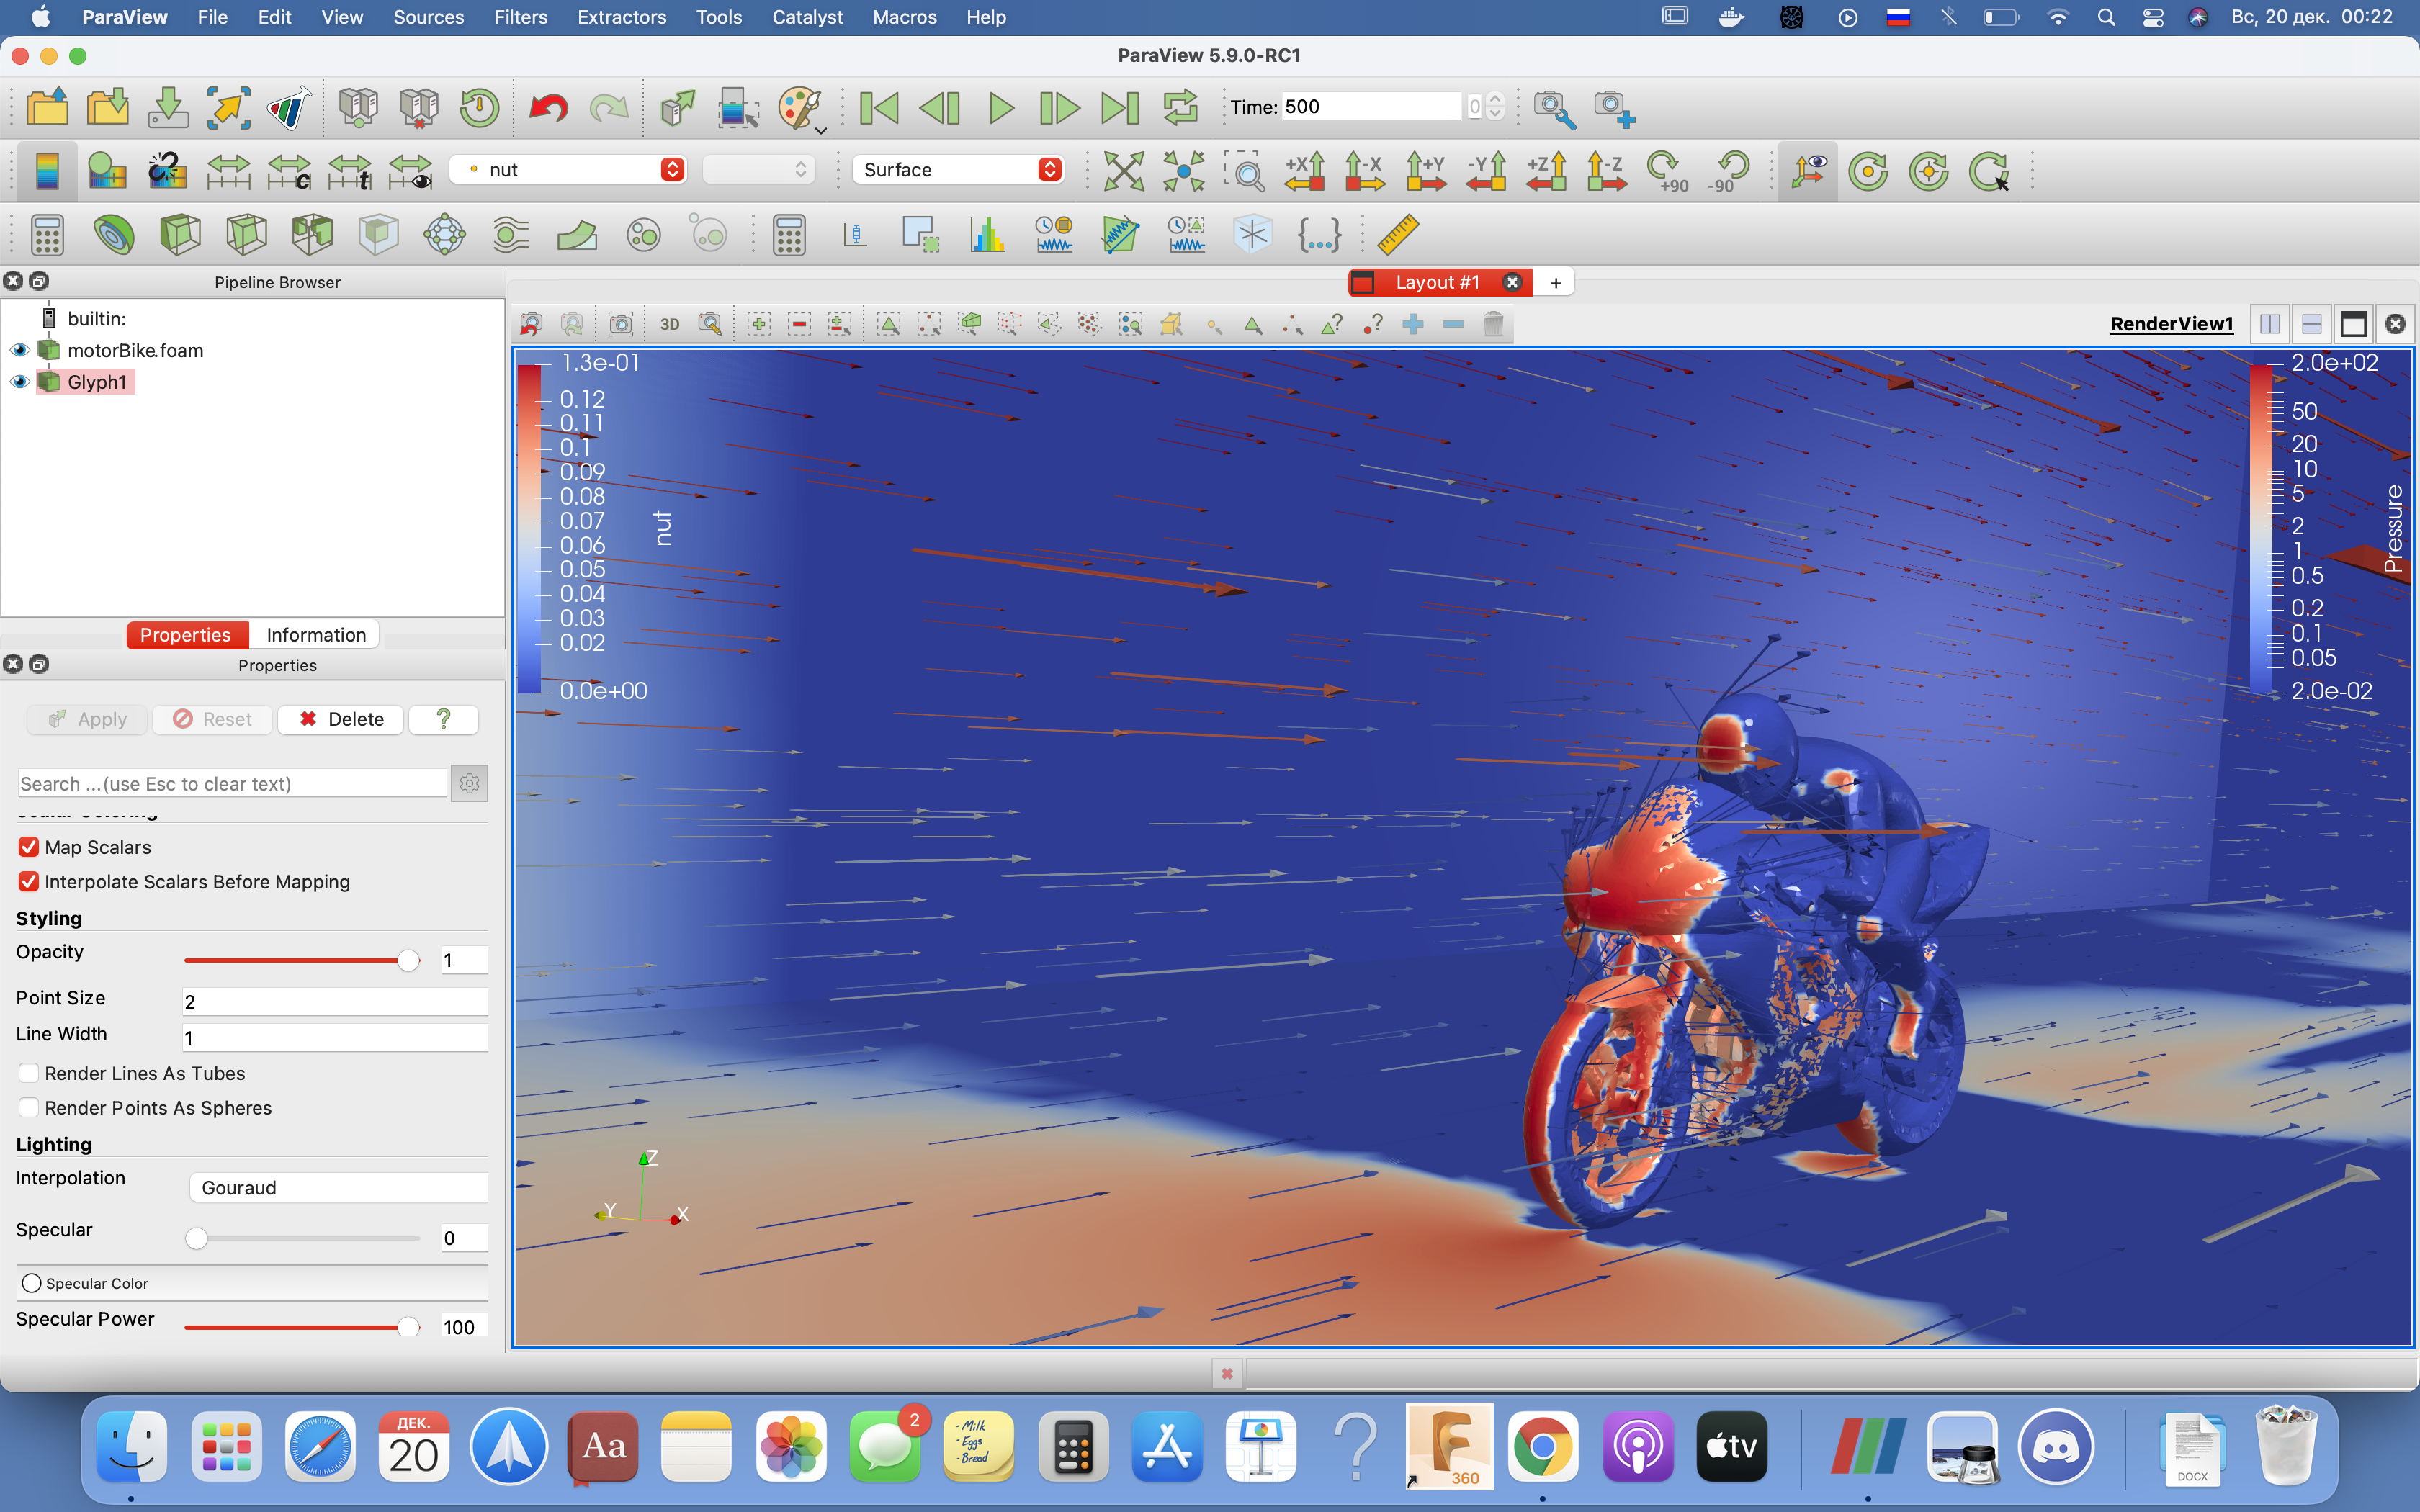 ParaView File Edit View Sources Filters Extractors Tools Catalyst Macros Help Вс, 20 дек. 00:22
ParaView 5.9.0-RC1
Time: 500 0
nut Surface +X -X +Y -Y +Z -Z +90 -90
c t
{...}
Pipeline Browser
Layout #1 +
builtin:
motorBike.foam
Glyph1
3D RenderView1
1.3e-01
0.12
0.11
0.1
0.09
0.08
0.07
0.06
0.05
0.04
0.03
0.02
0.0e+00
nut
2.0e+02
50
20
10
5
2
1
0.5
0.2
0.1
0.05
2.0e-02
Pressure
Z
Y
X
Properties Information
Properties
Apply Reset Delete ?
Search ...(use Esc to clear text)
Map Scalars
Interpolate Scalars Before Mapping
Styling
Opacity 1
Point Size 2
Line Width 1
Render Lines As Tubes
Render Points As Spheres
Lighting
Interpolation Gouraud
Specular 0
Specular Color
Specular Power 100
ДЕК.
20
Aa
2
- Milk
- Eggs
- Bread
?
F
360
tv
DOCX